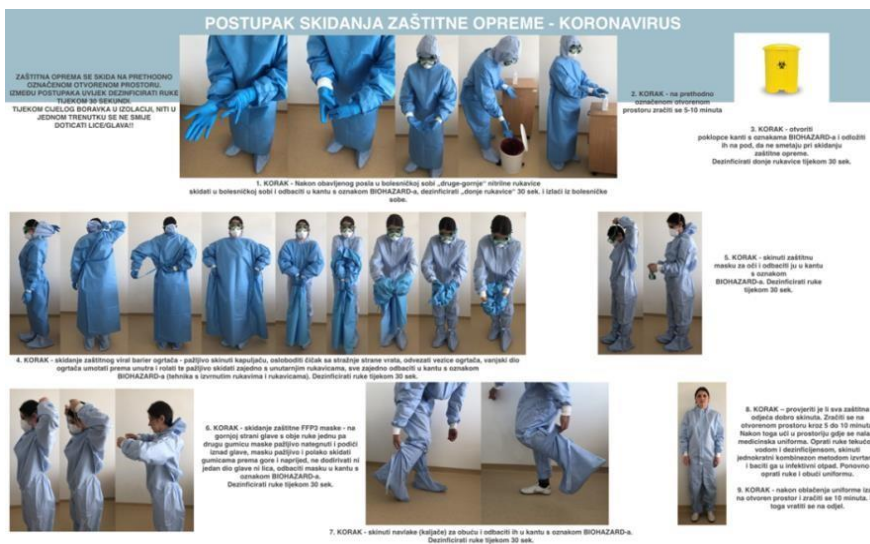 POSTUPAK SKIDANJA ZAŠTITNE OPREME - KORONAVIRUS
ZAŠTITNA OPREMA SE SKIDA NA PRETHODNO
OZNAČENOM OTVORENOM PROSTORU.
IZMEĐU POSTUPAKA UVIJEK DEZINFICIRATI RUKE
TIJEKOM 30 SEKUNDI.
TIJEKOM CIJELOG BORAVKA U IZOLACIJI, NITI U
JEDNOM TRENUTKU SE NE SMIJE
DOTICATI LICE/GLAVA!!
1. KORAK - Nakon obavljenog posla u bolesničkoj sobi „druge-gornje“ nitrilne rukavice
skidati u bolesničkoj sobi i odbaciti u kantu s oznakom BIOHAZARD-a, dezinficirati „donje rukavice“ 30 sek. i izlaći iz bolesničke
sobe.
2. KORAK - na prethodno
označenom otvorenom
prostoru zračiti se 5-10 minuta
3. KORAK - otvoriti
poklopce kanti s oznakama BIOHAZARD-a i odložiti
ih na pod, da ne smetaju pri skidanju
zaštitne opreme.
Dezinficirati donje rukavice tijekom 30 sek.
4. KORAK - skidanje zaštitnog viral barier ogrtača - pažljivo skinuti kapuljaču, osloboditi čičak sa stražnje strane vrata, odvezati vezice ogrtača, vanjski dio
ogrtača umotati prema unutra i rolati te pažljivo skidati zajedno s unutarnjim rukavicama, sve zajedno odbaciti u kantu s oznakom
BIOHAZARD-a (tehnika s izvrnutim rukavima i rukavicama). Dezinficirati ruke tijekom 30 sek.
5. KORAK - skinuti zaštitnu
masku za oči i odbaciti ju u kantu
s oznakom
BIOHAZARD-a. Dezinficirati ruke
tijekom 30 sek.
6. KORAK - skidanje zaštitne FFP3 maske - na
gornjoj strani glave s obje ruke jednu pa
drugu gumicu maske pažljivo nategnuti i podići
iznad glave, masku pažljivo i polako skidati
gumicama prema gore i naprijed, ne dodirivati ni
jedan dio glave ni lica, odbaciti masku u kantu s
oznakom BIOHAZARD-a.
Dezinficirati ruke tijekom 30 sek.
7. KORAK - skinuti navlake (kaljače) za obuću i odbaciti ih u kantu s oznakom BIOHAZARD-a.
Dezinficirati ruke tijekom 30 sek.
8. KORAK – provjeriti je li sva zaštitna
odjeća dobro skinuta. Zračiti se na
otvorenom prostoru kroz 5 do 10 minuta
Nakon toga ući u prostoriju gdje se nalaz
medicinska uniforma. Oprati ruke tekućo
vodom i dezinficijensom, skinuti
jednokratni kombinezon metodom izvrtan
i baciti ga u infektivni otpad. Ponovno
oprati ruke i obući uniformu.
9. KORAK - nakon oblačenja uniforme iza
na otvoren prostor i zračiti se 10 minuta.
toga vratiti se na odjel.